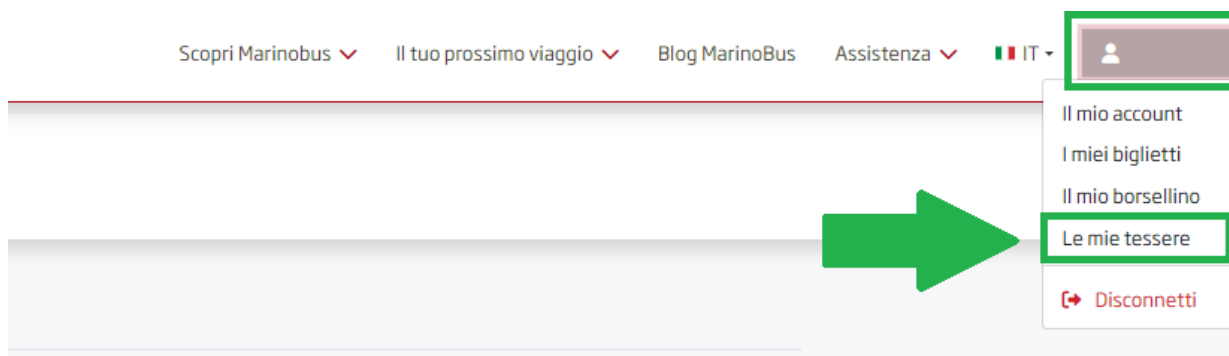 Scopri Marinobus Il tuo prossimo viaggio Blog MarinoBus Assistenza IT
Il mio account
I miei biglietti
Il mio borsellino
Le mie tessere
Disconnetti